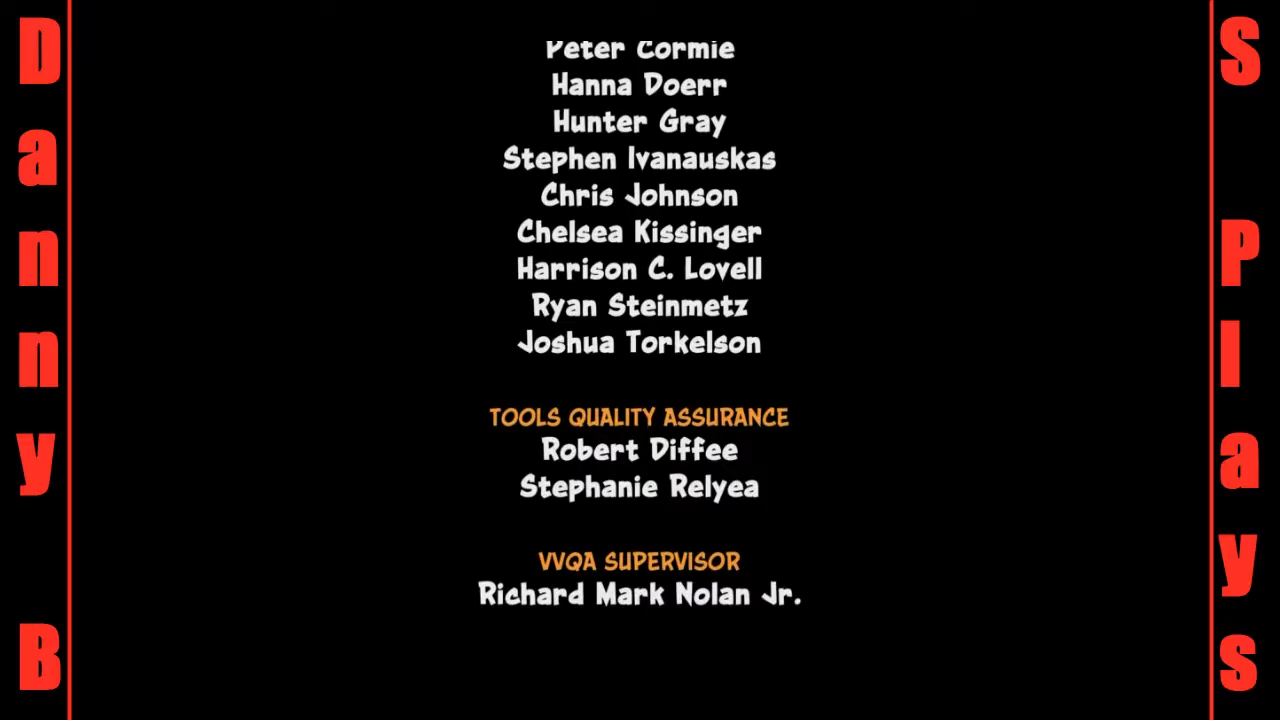 Danny B
Peter Cormie
Hanna Doerr
Hunter Gray
Stephen Ivanauskas
Chris Johnson
Chelsea Kissinger
Harrison C. Lovell
Ryan Steinmetz
Joshua Torkelson
TOOLS QUALITY ASSURANCE
Robert Diffee
Stephanie Relyea
VVQA SUPERVISOR
Richard Mark Nolan Jr.
S Plays